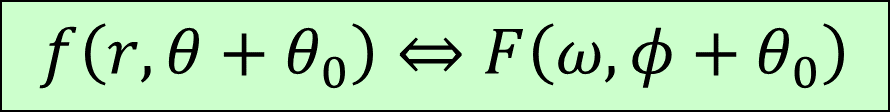 f(r, θ + θ₀) ⇔ F(ω, ϕ + θ₀)